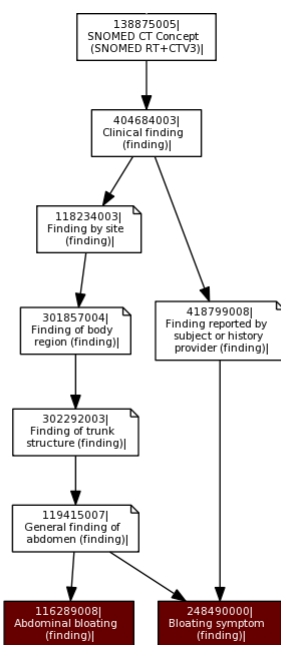 138875005|
SNOMED CT Concept
(SNOMED RT+CTV3)|
404684003|
Clinical finding
(finding)|
118234003|
Finding by site
(finding)|
301857004|
Finding of body
region (finding)|
418799008|
Finding reported by
subject or history
provider (finding)|
302292003|
Finding of trunk
structure (finding)|
119415007|
General finding of
abdomen (finding)|
116289008|
Abdominal bloating
(finding)|
248490000|
Bloating symptom
(finding)|